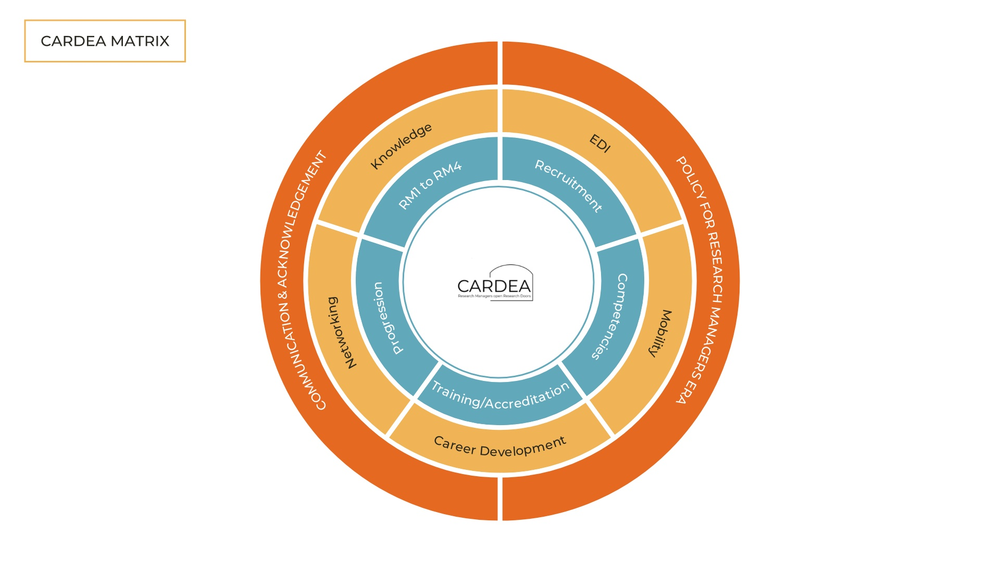 CARDEA MATRIX
COMMUNICATION & ACKNOWLEDGEMENT
POLICY FOR RESEARCH MANAGERS ERA
Knowledge
EDI
Mobility
Career Development
Networking
RM1 to RM4
Recruitment
Competencies
Training/Accreditation
Progression
CARDEA
Research Managers open Research Doors